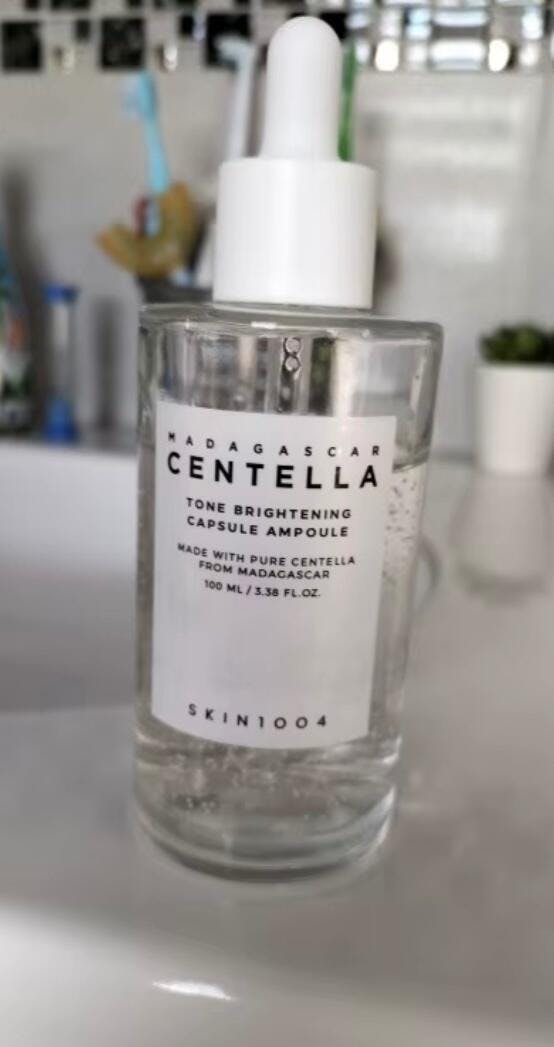 MADAGASCAR
CENTELLA
TONE BRIGHTENING
CAPSULE AMPOULE
MADE WITH PURE CENTELLA
FROM MADAGASCAR
100 ML / 3.38 FL.OZ.
SKIN1004